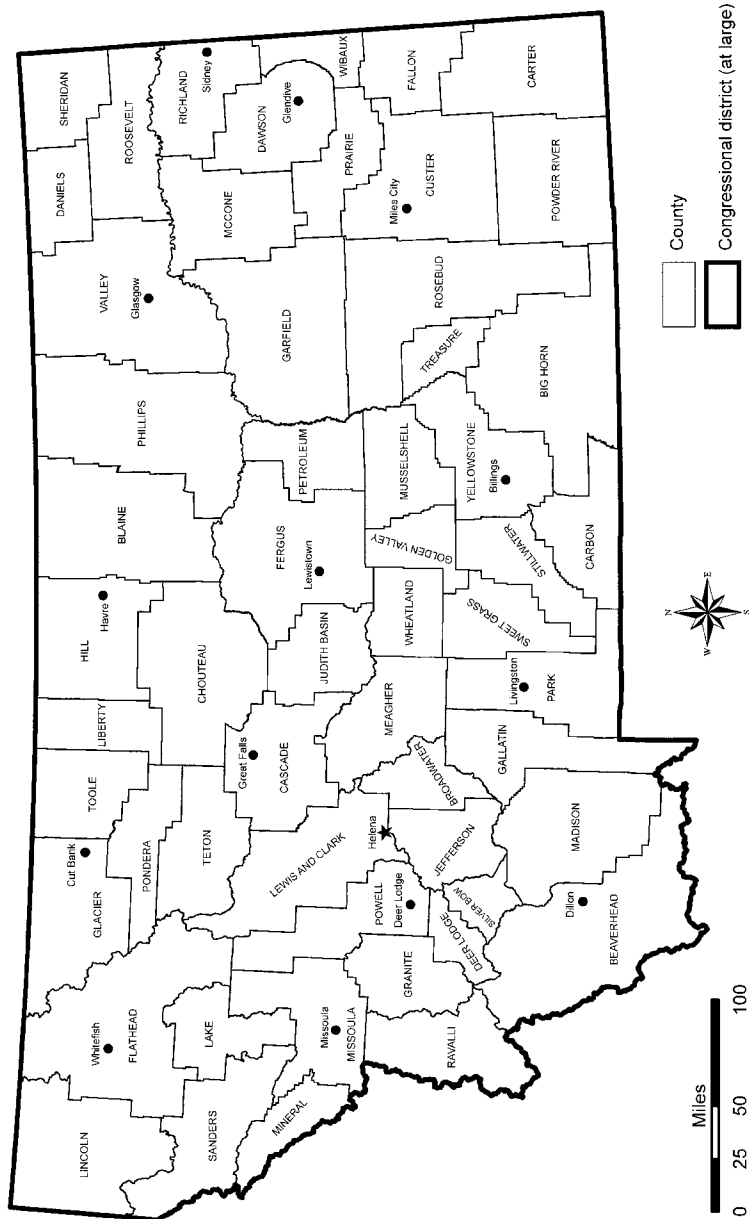 LINCOLN
Whitefish
FLATHEAD
GLACIER
Cut Bank
TOOLE
LIBERTY
HILL
Havre
BLAINE
PHILLIPS
VALLEY
Glasgow
DANIELS
SHERIDAN
ROOSEVELT
SANDERS
LAKE
PONDERA
TETON
CHOUTEAU
RICHLAND
Sidney
MINERAL
Missoula
MISSOULA
LEWIS AND CLARK
Great Falls
CASCADE
JUDITH BASIN
FERGUS
Lewistown
PETROLEUM
GARFIELD
MCCONE
DAWSON
Glendive
PRAIRIE
WIBAUX
RAVALLI
GRANITE
POWELL
Deer Lodge
Helena
DEER LODGE
SILVER BOW
JEFFERSON
BROADWATER
MEAGHER
WHEATLAND
GOLDEN VALLEY
MUSSELSHELL
TREASURE
ROSEBUD
Miles City
CUSTER
FALLON
BEAVERHEAD
Dillon
MADISON
GALLATIN
Livingston
PARK
SWEET GRASS
STILLWATER
YELLOWSTONE
Billings
CARBON
BIG HORN
POWDER RIVER
CARTER
N
W
E
S
County
Congressional district (at large)
Miles
0 25 50 100